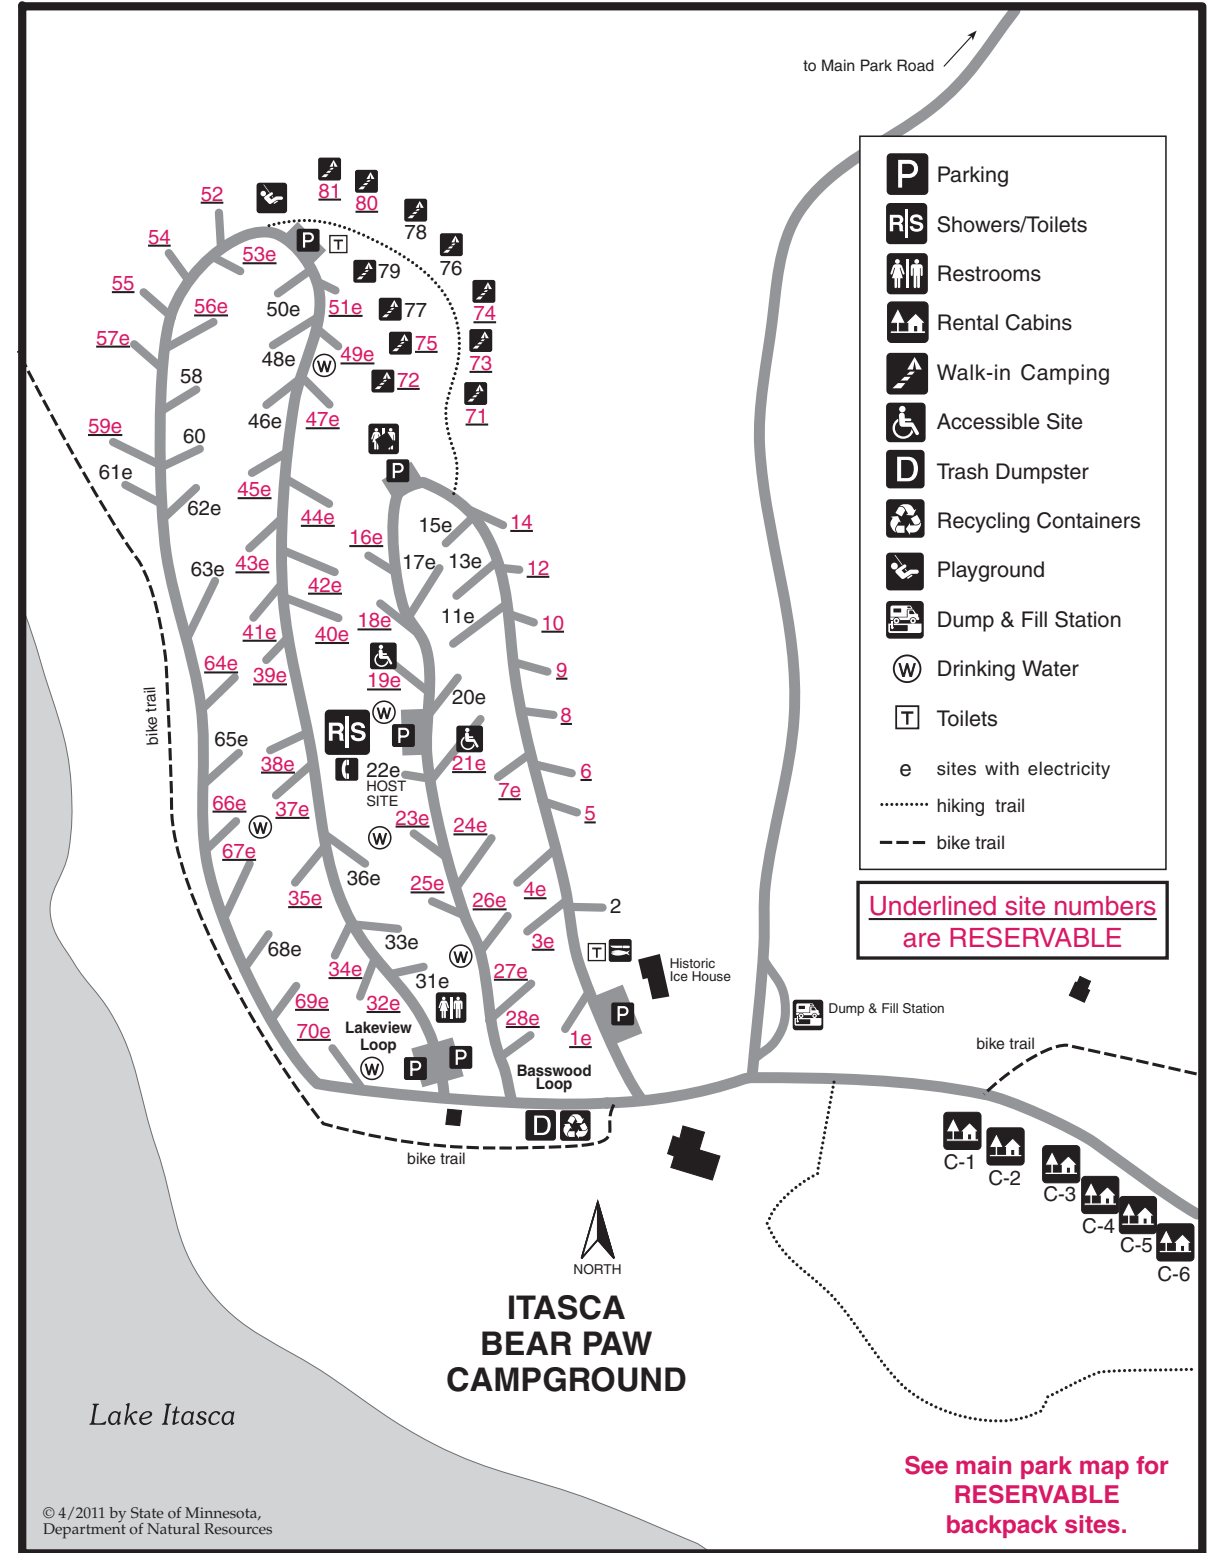 to Main Park Road
P Parking
R|S Showers/Toilets
Restrooms
Rental Cabins
Walk-in Camping
Accessible Site
D Trash Dumpster
Recycling Containers
Playground
Dump & Fill Station
W Drinking Water
T Toilets
e sites with electricity
hiking trail
bike trail
Underlined site numbers
are RESERVABLE
81
80
52
78
54
53e
P
T
76
79
55
50e
51e
74
56e
77
57e
48e
W
49e
75
73
58
72
46e
47e
71
59e
60
P
61e
45e
62e
44e
15e
14
16e
43e
17e
13e
12
63e
42e
11e
10
18e
41e
40e
64e
39e
19e
9
20e
bike trail
W
8
R|S
P
65e
38e
21e
6
22e
HOST
SITE
7e
66e
37e
23e
5
W
W
24e
67e
36e
25e
4e
35e
26e
2
33e
3e
68e
W
T
Historic
Ice House
34e
31e
27e
69e
32e
28e
P
Dump & Fill Station
70e
Lakeview
Loop
1e
bike trail
W
P
P
Basswood
Loop
D
bike trail
C-1
C-2
C-3
C-4
C-5
C-6
NORTH
ITASCA
BEAR PAW
CAMPGROUND
Lake Itasca
See main park map for
RESERVABLE
backpack sites.
© 4/2011 by State of Minnesota,
Department of Natural Resources